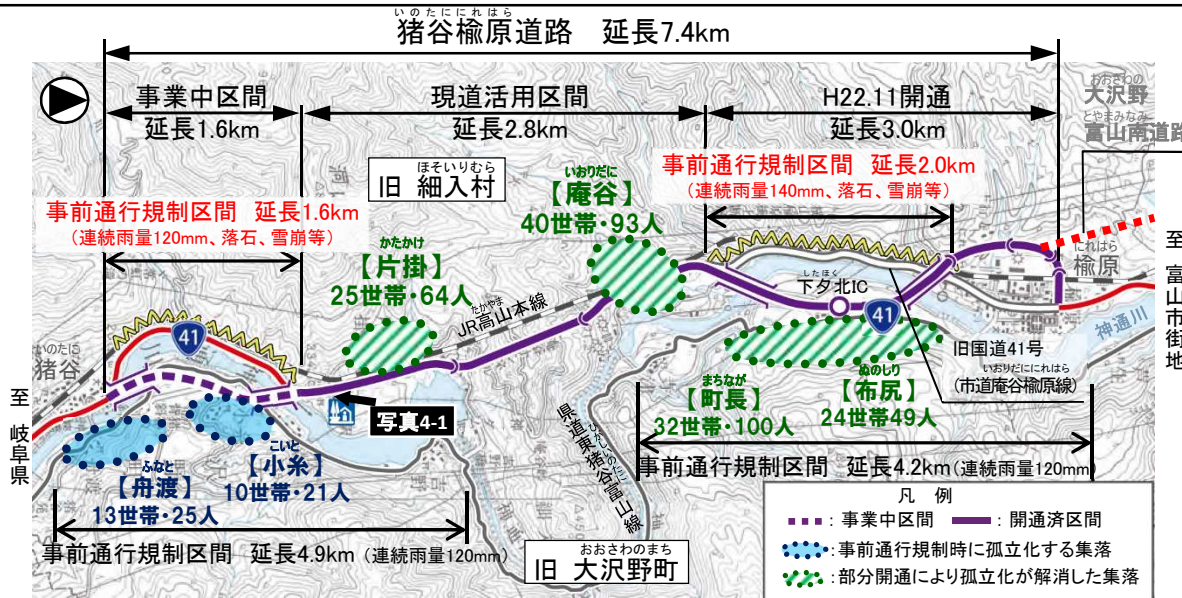 いのたににれはら
猪谷楡原道路 延長7.4km
事業中区間
延長1.6km
現道活用区間
延長2.8km
H22.11開通
延長3.0km
おおさわの
大沢野
とやまみなみ
富山南道路
事前通行規制区間 延長1.6km
(連続雨量120mm、落石、雪崩等)
ほそいりむら
旧 細入村
いおりだに
【庵谷】
40世帯・93人
事前通行規制区間 延長2.0km
(連続雨量140mm、落石、雪崩等)
かたかけ
【片掛】
25世帯・64人
たかやま
JR高山本線
したほく
下夕北IC
にれはら
楡原
至 富山市街地
神通川
41
41
いのたに
猪谷
至 岐阜県
写真4-1
旧国道41号
いおりだににれはら
(市道庵谷楡原線)
まちなが
【町長】
32世帯・100人
ぬのしり
【布尻】
24世帯49人
ふなと
【舟渡】
13世帯・25人
こいと
【小糸】
10世帯・21人
県道東猪谷富山線
ひがしいのたに
事前通行規制区間 延長4.2km(連続雨量120mm)
事前通行規制区間 延長4.9km(連続雨量120mm)
おおさわのまち
旧 大沢野町
凡 例
:事業中区間
:開通済区間
:事前通行規制時に孤立化する集落
:部分開通により孤立化が解消した集落